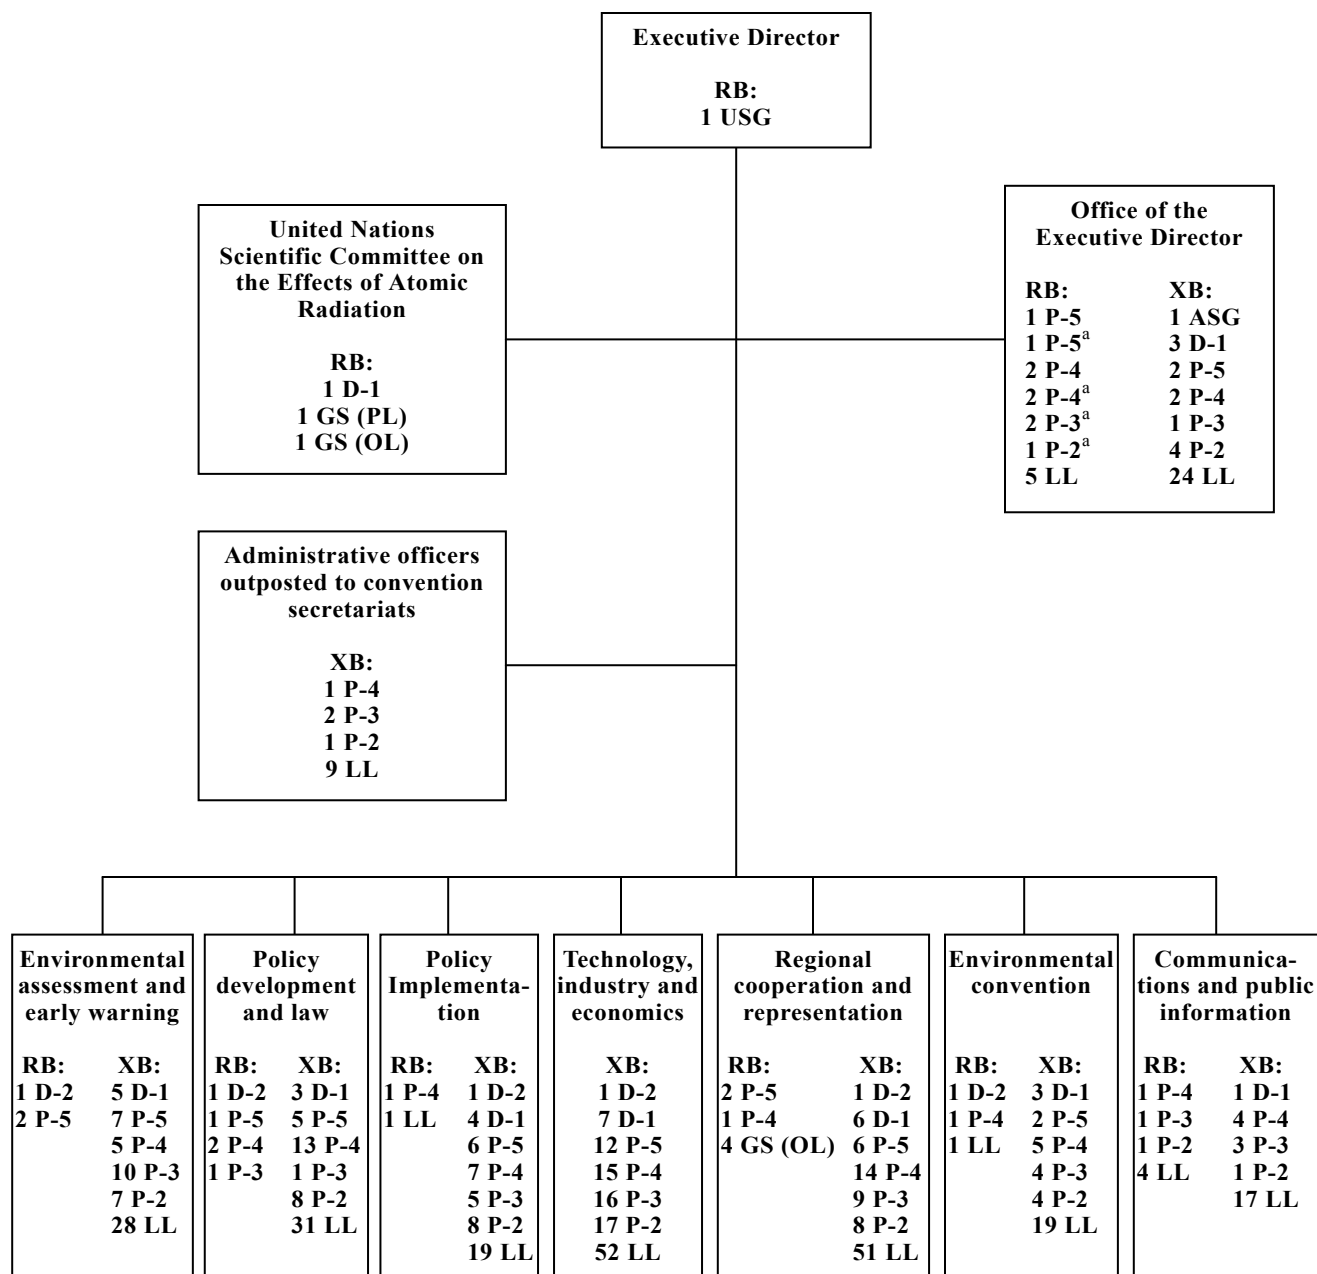 Executive Director
RB:
1 USG
United Nations
Scientific Committee on
the Effects of Atomic
Radiation
RB:
1 D-1
1 GS (PL)
1 GS (OL)
Office of the
Executive Director
RB:
1 P-5
1 P-5a
2 P-4
2 P-4a
2 P-3a
1 P-2a
5 LL
XB:
1 ASG
3 D-1
2 P-5
2 P-4
1 P-3
4 P-2
24 LL
Administrative officers
outposted to convention
secretariats
XB:
1 P-4
2 P-3
1 P-2
9 LL
Environmental
assessment and
early warning
RB:
1 D-2
2 P-5
XB:
5 D-1
7 P-5
5 P-4
10 P-3
7 P-2
28 LL
Policy
development
and law
RB:
1 D-2
1 P-5
2 P-4
1 P-3
XB:
3 D-1
5 P-5
13 P-4
1 P-3
8 P-2
31 LL
Policy
Implementa-
tion
RB:
1 P-4
1 LL
XB:
1 D-2
4 D-1
6 P-5
7 P-4
5 P-3
8 P-2
19 LL
Technology,
industry and
economics
XB:
1 D-2
7 D-1
12 P-5
15 P-4
16 P-3
17 P-2
52 LL
Regional
cooperation and
representation
RB:
2 P-5
1 P-4
4 GS (OL)
XB:
1 D-2
6 D-1
6 P-5
14 P-4
9 P-3
8 P-2
51 LL
Environmental
convention
RB:
1 D-2
1 P-4
1 LL
XB:
3 D-1
2 P-5
5 P-4
4 P-3
4 P-2
19 LL
Communica-
tions and public
information
RB:
1 P-4
1 P-3
1 P-2
4 LL
XB:
1 D-1
4 P-4
3 P-3
1 P-2
17 LL